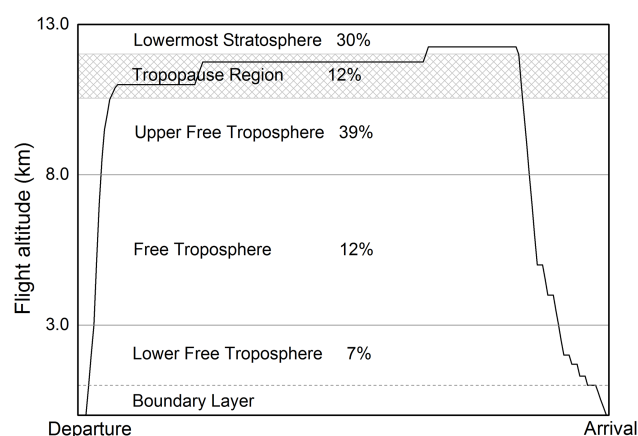 13.0
Lowermost Stratosphere 30%
Tropopause Region 12%
Upper Free Troposphere 39%
8.0
Flight altitude (km)
Free Troposphere 12%
3.0
Lower Free Troposphere 7%
Boundary Layer
Departure Arrival